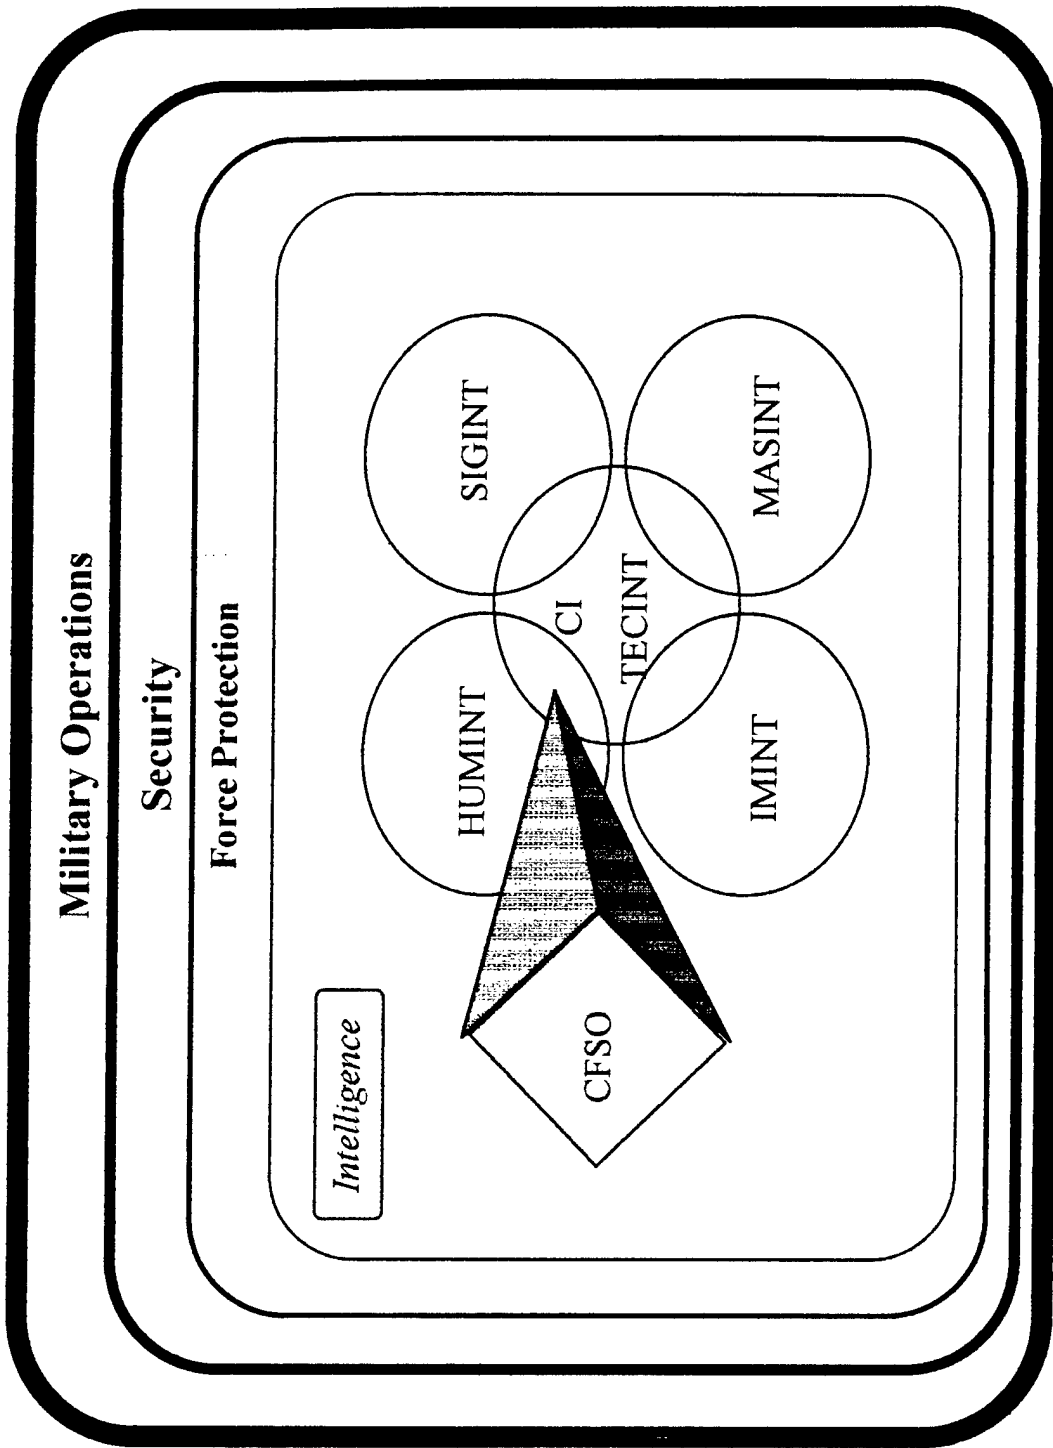 Military Operations
Security
Force Protection
Intelligence
HUMINT
SIGINT
CI
TECINT
CFSO
IMINT
MASINT